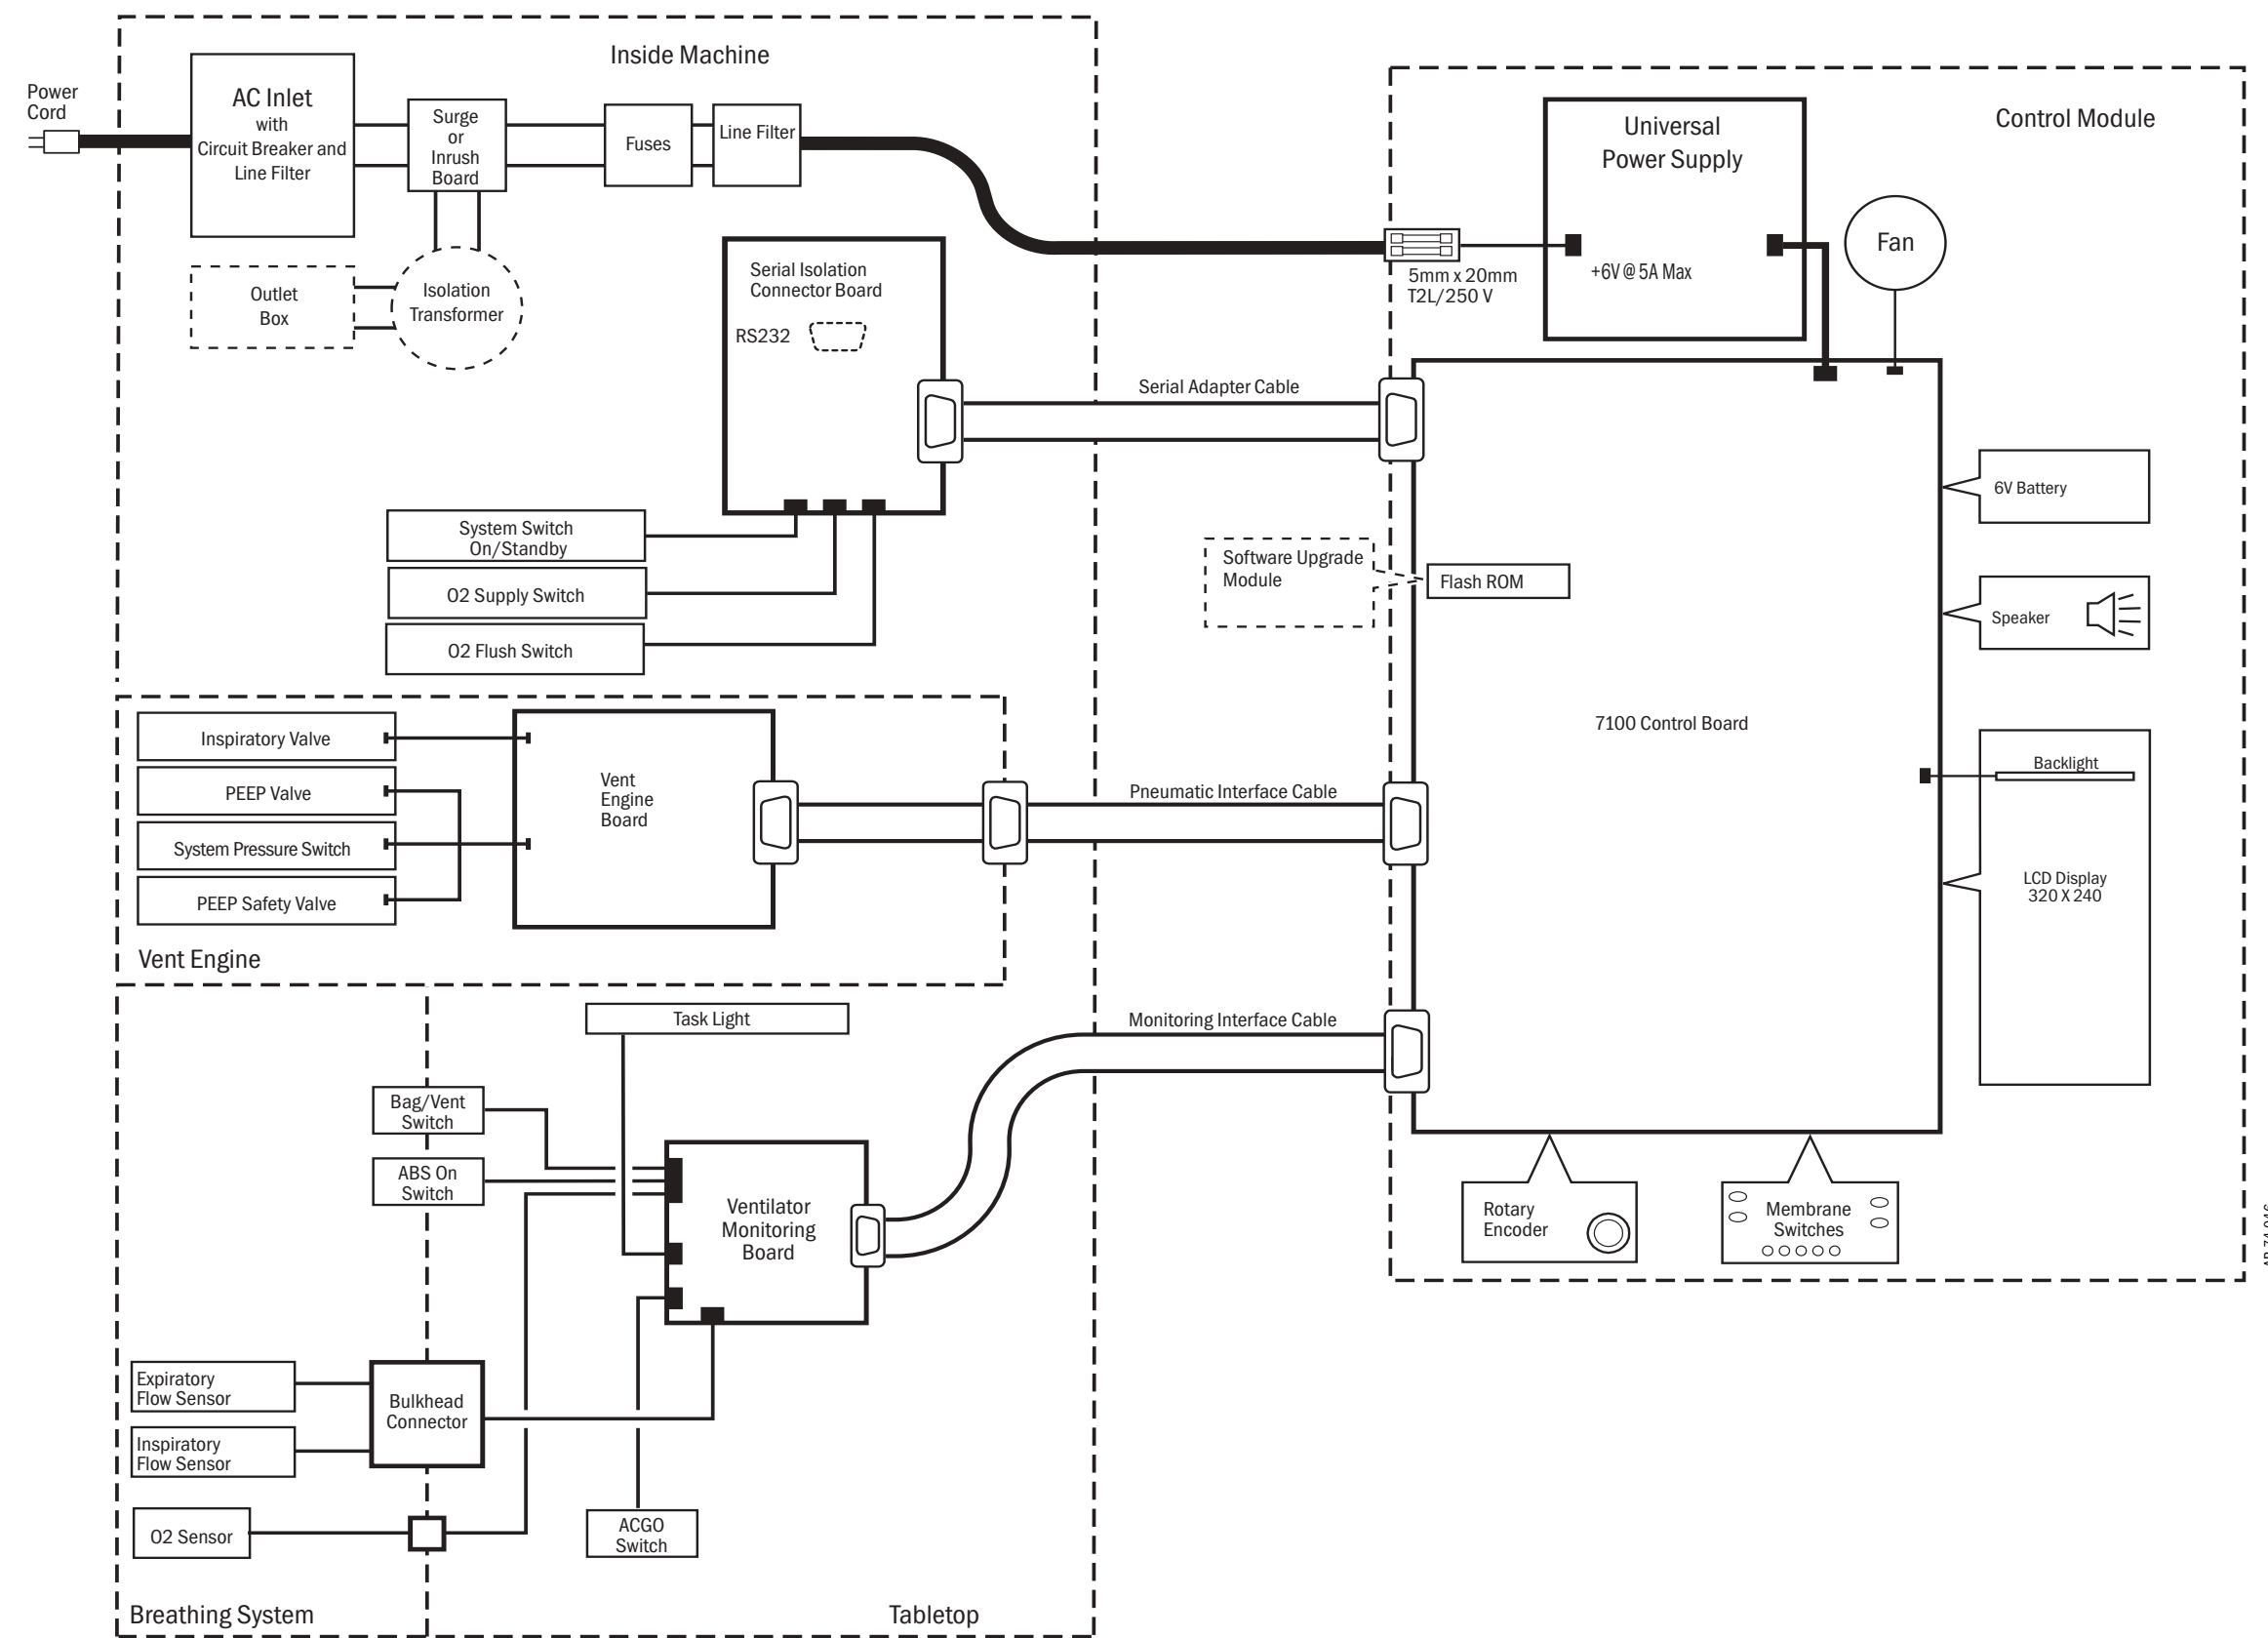 Inside Machine
Power
Cord
AC Inlet
with
Circuit Breaker and
Line Filter
Surge
or
Inrush
Board
Fuses
Line Filter
Outlet
Box
Isolation
Transformer
Serial Isolation
Connector Board
RS232
Serial Adapter Cable
System Switch
On/Standby
O2 Supply Switch
O2 Flush Switch
Control Module
Universal
Power Supply
+6V @ 5A Max
5mm x 20mm
T2L/250 V
Fan
6V Battery
Software Upgrade
Module
Flash ROM
Speaker
7100 Control Board
Backlight
LCD Display
320 X 240
Inspiratory Valve
PEEP Valve
System Pressure Switch
PEEP Safety Valve
Vent
Engine
Board
Pneumatic Interface Cable
Vent Engine
Task Light
Monitoring Interface Cable
Bag/Vent
Switch
ABS On
Switch
Ventilator
Monitoring
Board
Rotary
Encoder
Membrane
Switches
Expiratory
Flow Sensor
Inspiratory
Flow Sensor
Bulkhead
Connector
O2 Sensor
ACGO
Switch
Breathing System
Tabletop